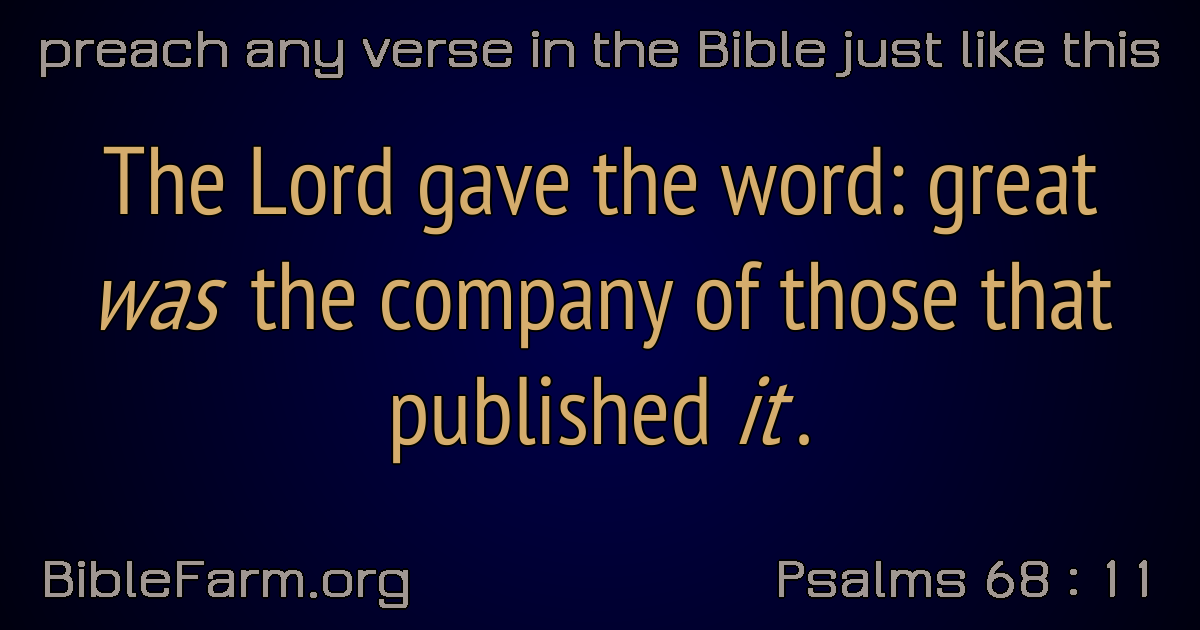 preach any verse in the Bible just like this
The Lord gave the word: great
was the company of those that
published it.
BibleFarm.org
Psalms 68 : 11